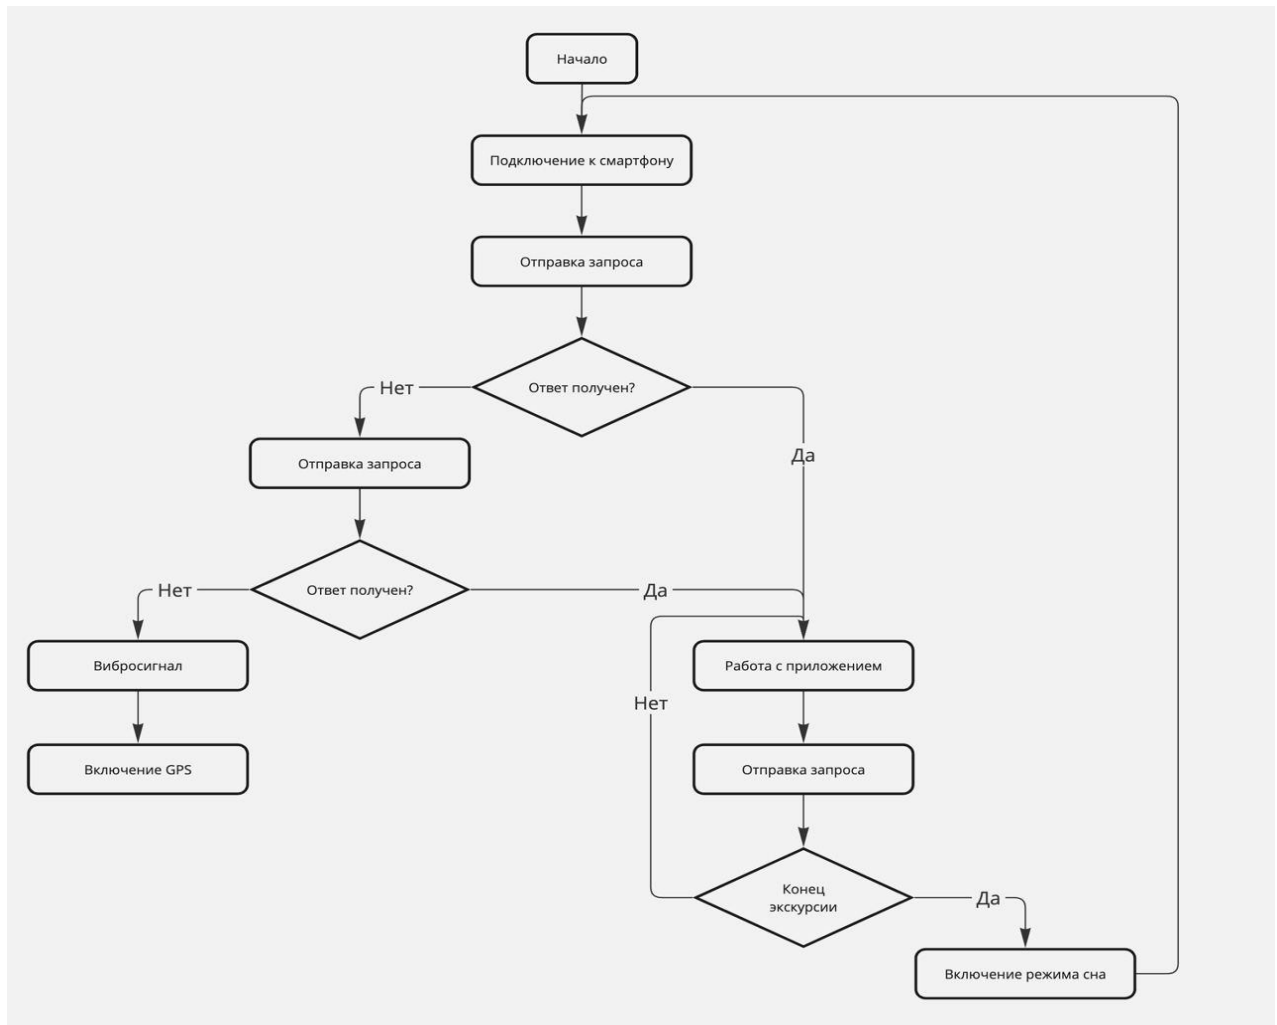 Начало
Подключение к смартфону
Отправка запроса
Ответ получен?
Нет
Да
Отправка запроса
Ответ получен?
Нет
Да
Вибросигнал
Работа с приложением
Нет
Включение GPS
Отправка запроса
Конец
экскурсии
Да
Включение режима сна